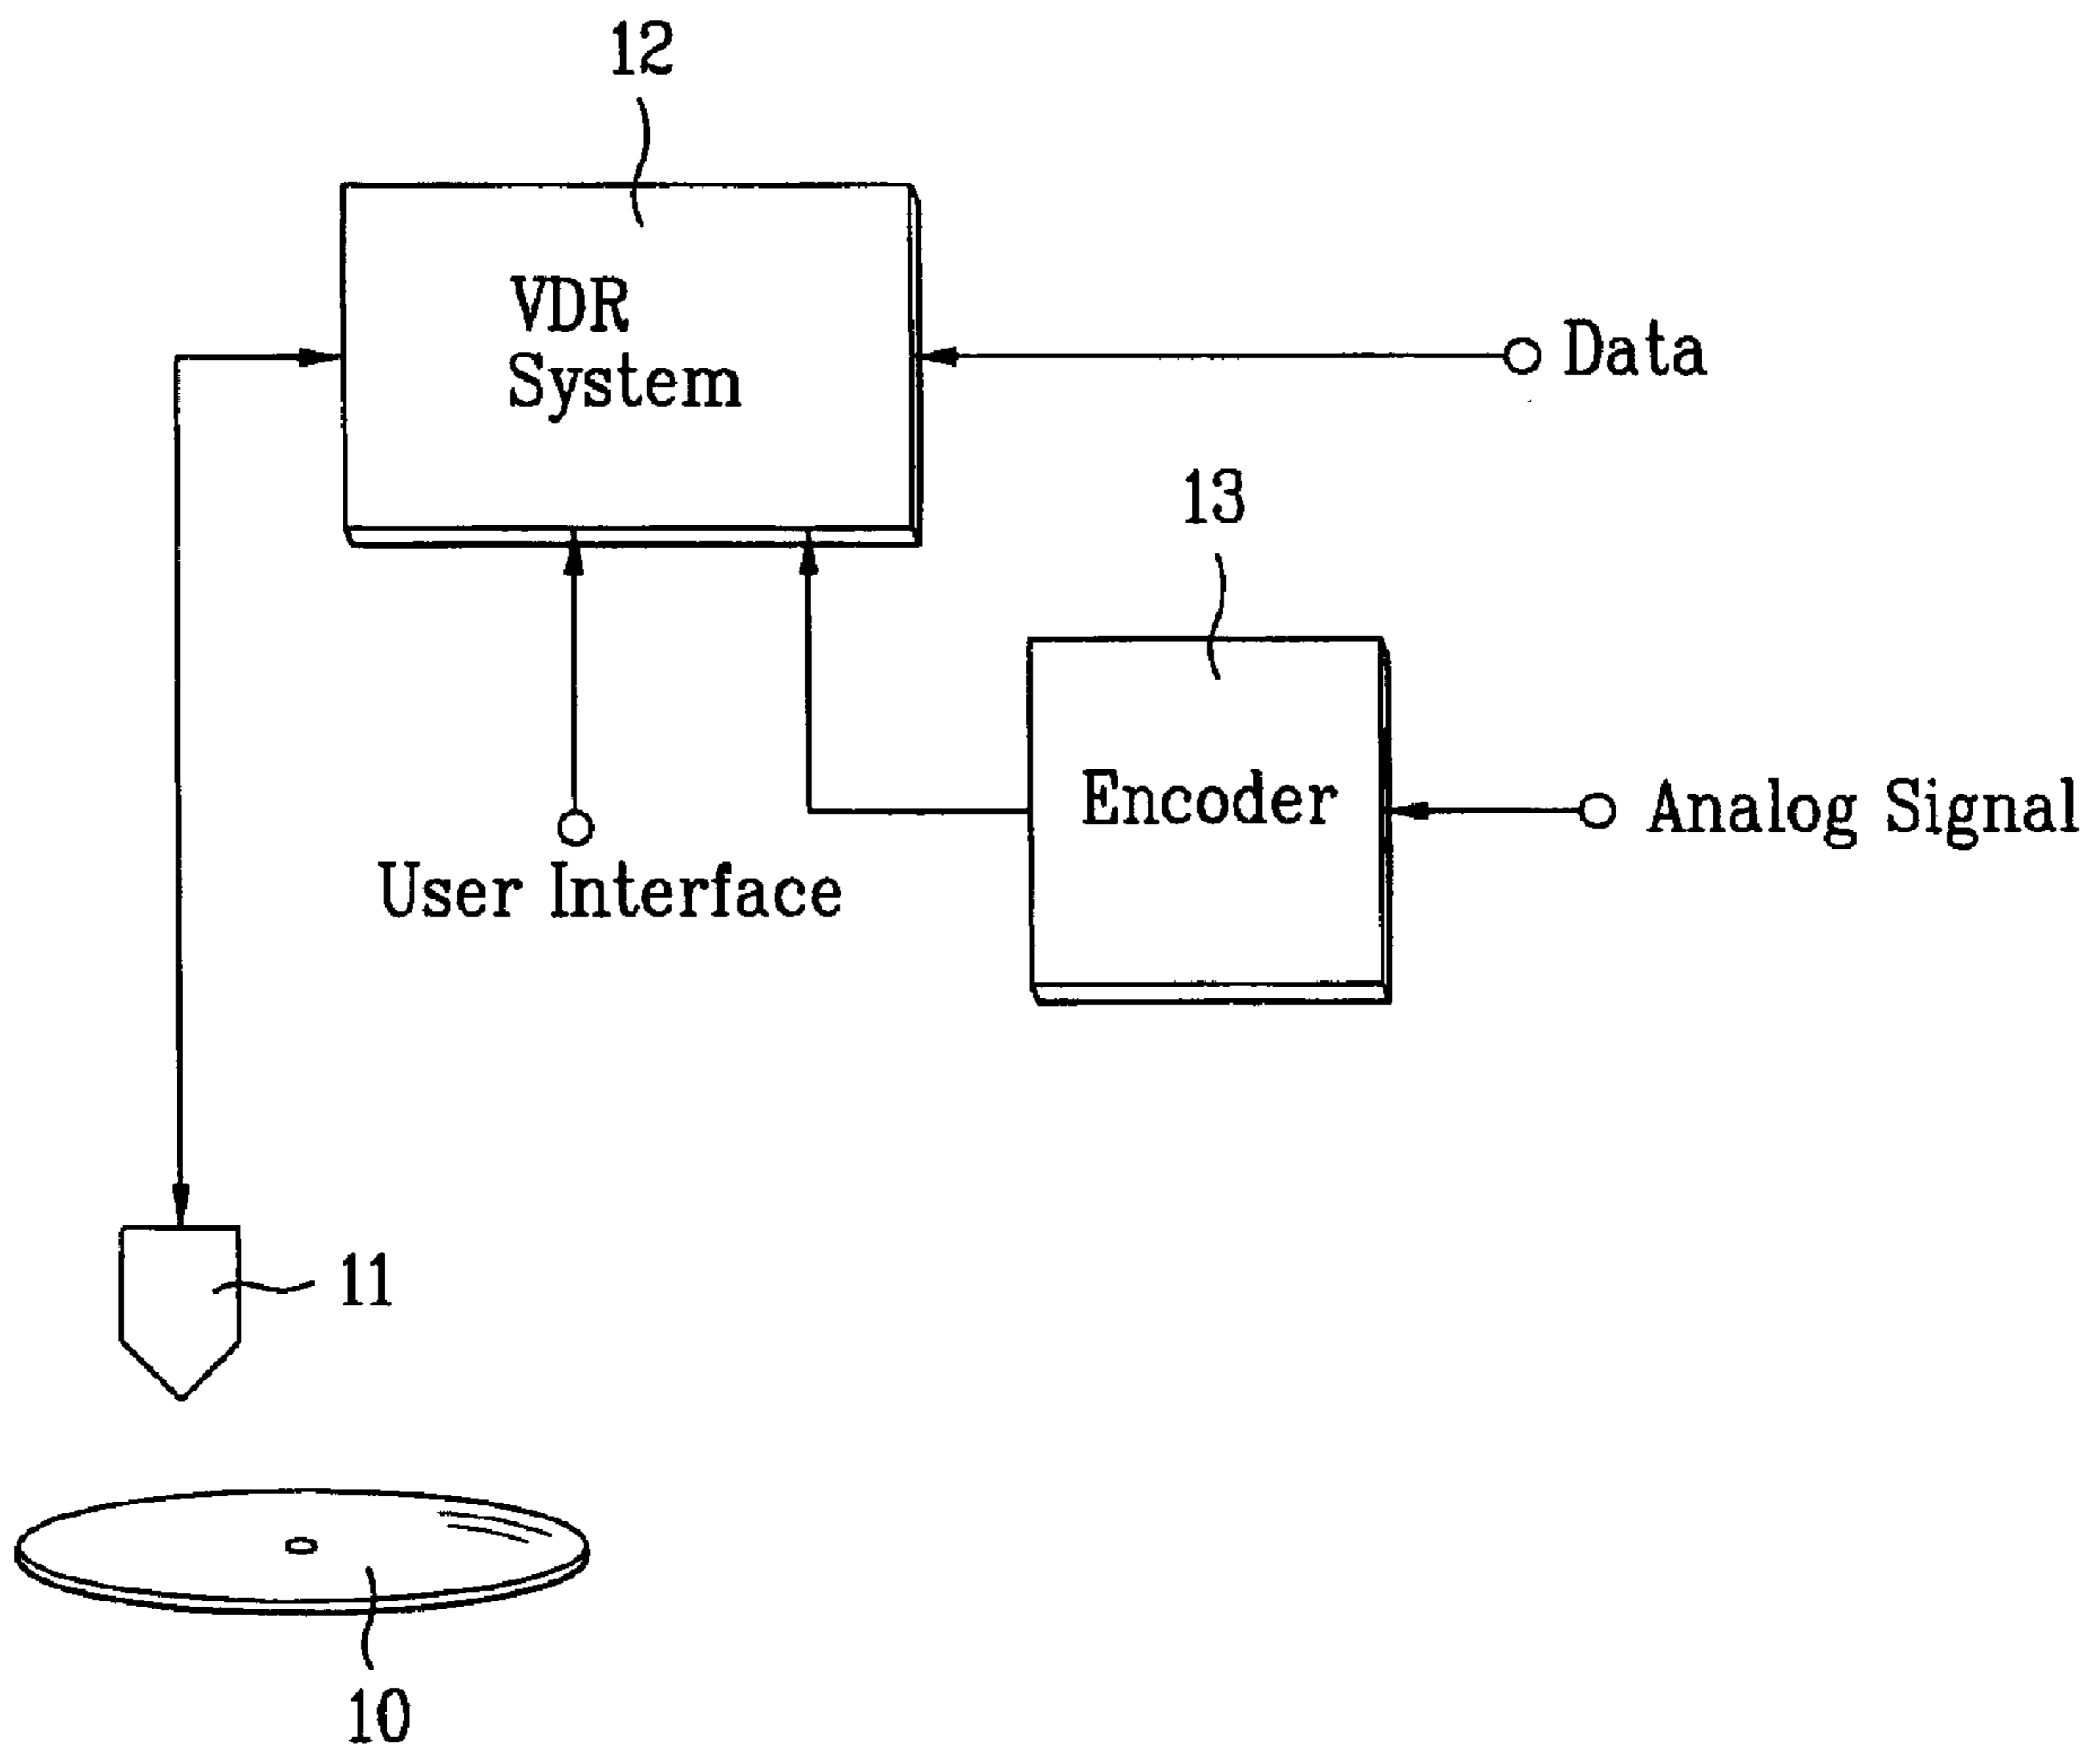 12
VDR
System
Data
13
Encoder
Analog Signal
User Interface
11
10